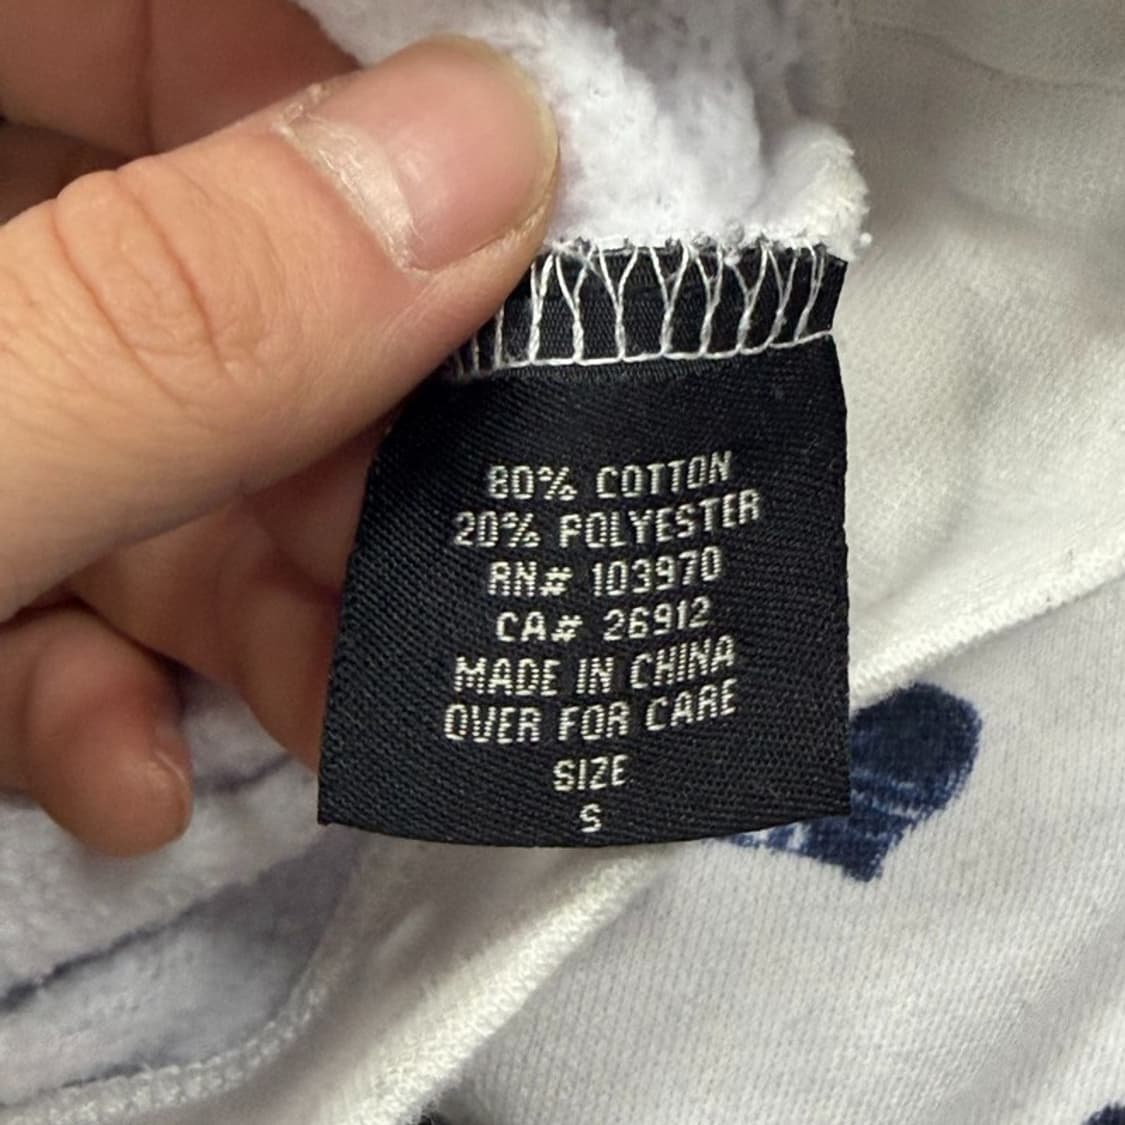 80% COTTON
20% POLYESTER
RN# 103970
CA# 26912
MADE IN CHINA
OVER FOR CARE
SIZE
S